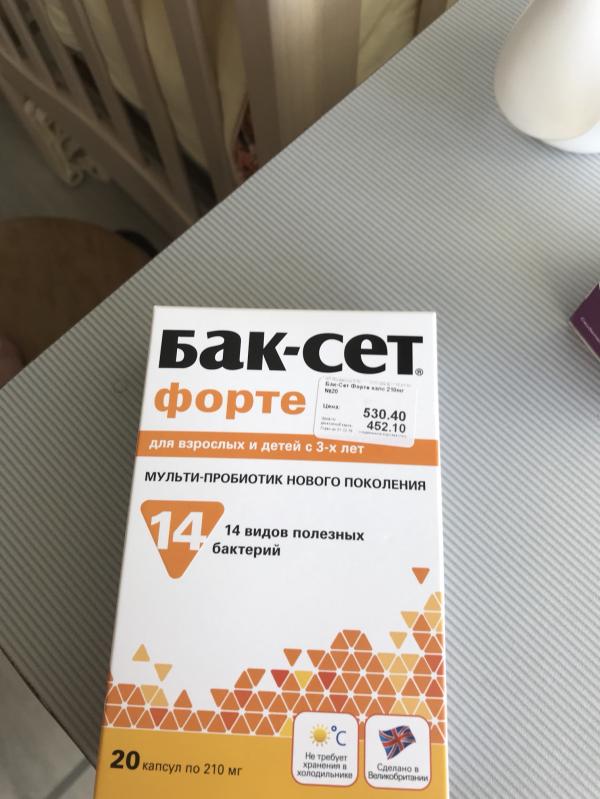 Бак-сет®
форте
Бак-Сет Форте капс 210мг
№20
Цена:
530.40
452.10
для взрослых и детей с 3-х лет
МУЛЬТИ-ПРОБИОТИК НОВОГО ПОКОЛЕНИЯ
14
14 видов полезных
бактерий
°C
Не требует
хранения в
холодильнике
Сделано в
Великобритании
20 капсул по 210 мг